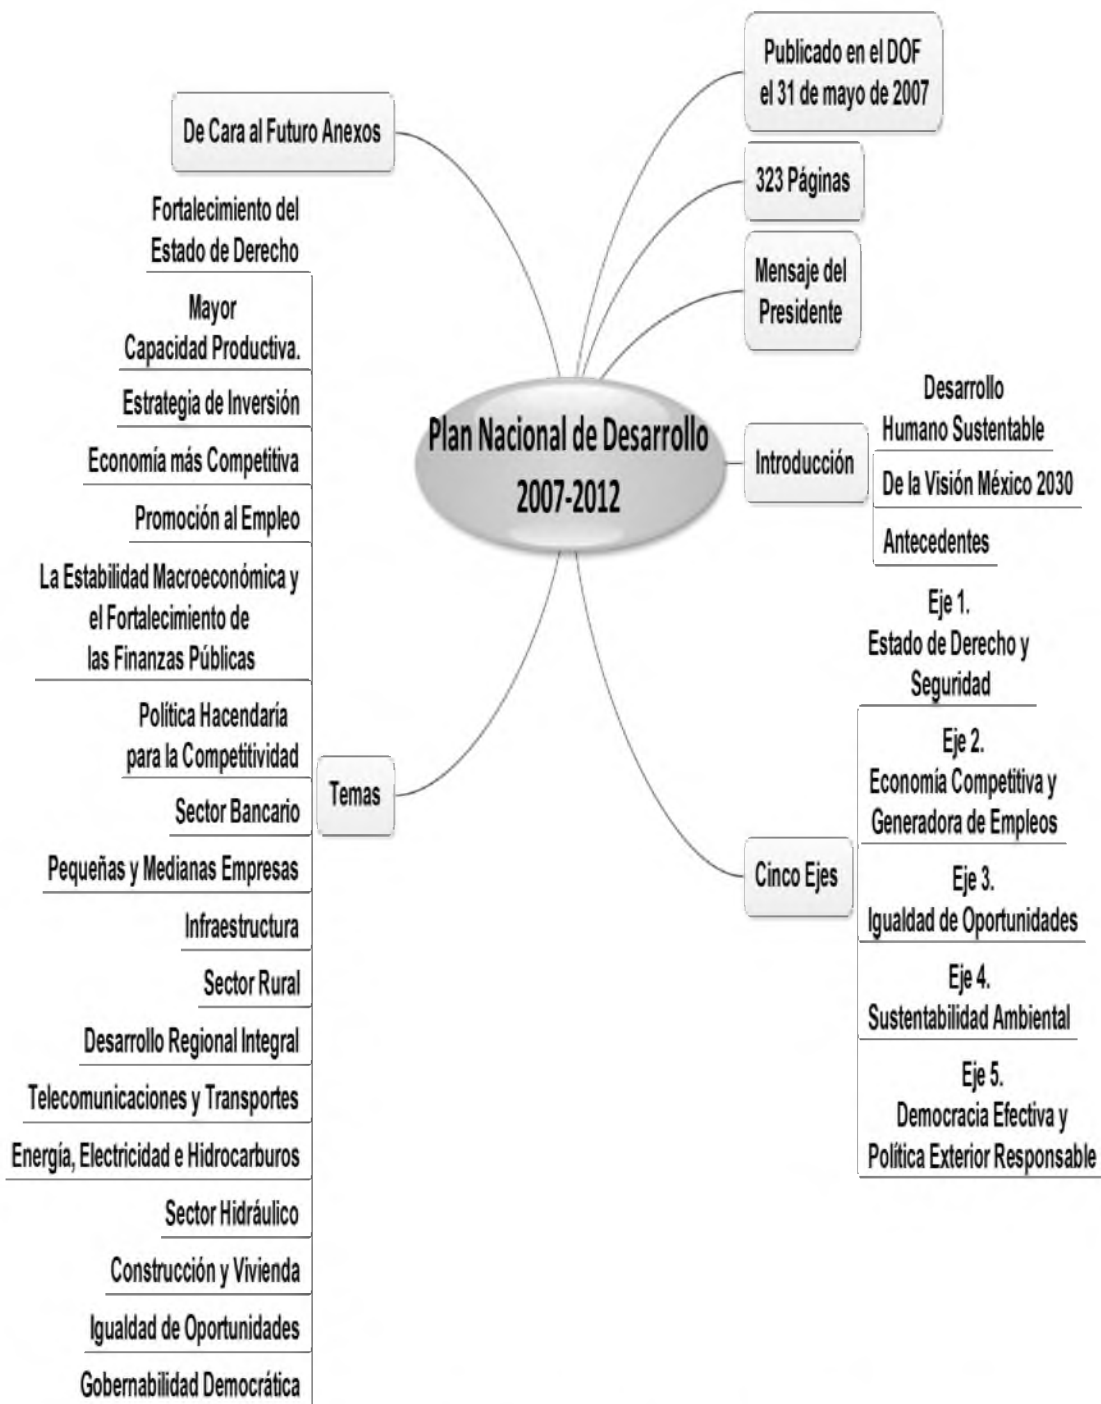 Plan Nacional de Desarrollo
2007-2012
Publicado en el DOF
el 31 de mayo de 2007
323 Páginas
Mensaje del
Presidente
Introducción
Desarrollo
Humano Sustentable
De la Visión México 2030
Antecedentes
Cinco Ejes
Eje 1.
Estado de Derecho y
Seguridad
Eje 2.
Economía Competitiva y
Generadora de Empleos
Eje 3.
Igualdad de Oportunidades
Eje 4.
Sustentabilidad Ambiental
Eje 5.
Democracia Efectiva y
Política Exterior Responsable
De Cara al Futuro Anexos
Temas
Fortalecimiento del
Estado de Derecho
Mayor
Capacidad Productiva.
Estrategia de Inversión
Economía más Competitiva
Promoción al Empleo
La Estabilidad Macroeconómica y
el Fortalecimiento de
las Finanzas Públicas
Política Hacendaría
para la Competitividad
Sector Bancario
Pequeñas y Medianas Empresas
Infraestructura
Sector Rural
Desarrollo Regional Integral
Telecomunicaciones y Transportes
Energía, Electricidad e Hidrocarburos
Sector Hidráulico
Construcción y Vivienda
Igualdad de Oportunidades
Gobernabilidad Democrática